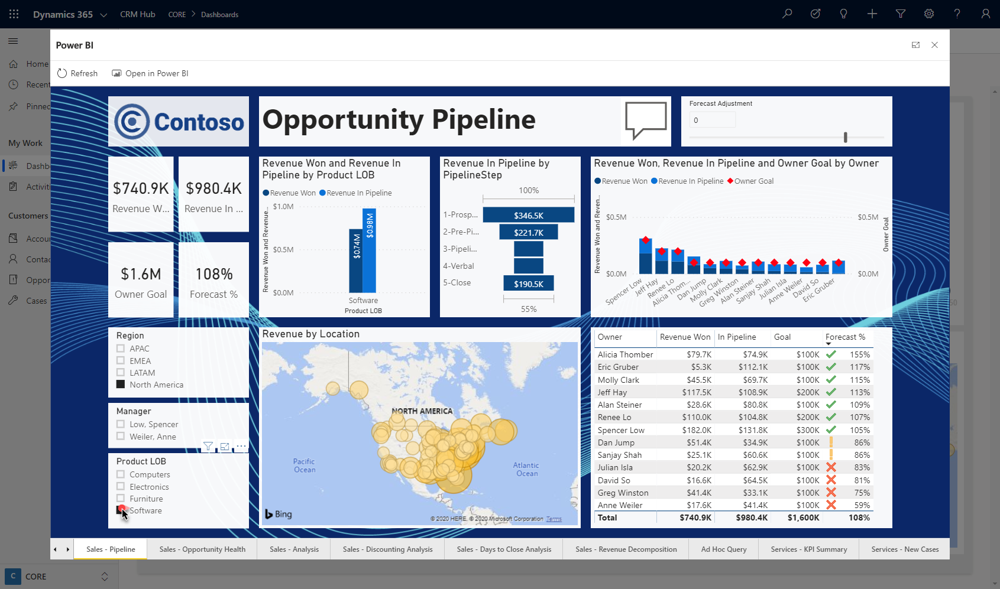 Dynamics 365
CRM Hub
CORE > Dashboards
Power BI
Refresh
Open in Power BI
Home
Recent
Pinned
My Work
Dashb
Activiti
Customers
Accou
Contac
Oppor
Cases
C
CORE
Contoso
Opportunity Pipeline
Forecast Adjustment
0
$740.9K
Revenue W...
$980.4K
Revenue In ...
$1.6M
Owner Goal
108%
Forecast %
Revenue Won and Revenue In
Pipeline by Product LOB
Revenue Won Revenue In Pipeline
Revenue Won and Revenue...
$1.0M
$0.5M
$0.0M
$0.74M
$0.98M
Software
Product LOB
Revenue In Pipeline by
PipelineStep
100%
1-Prosp... $346.5K
2-Pre-Pi... $221.7K
3-Pipeli...
4-Verbal
5-Close $190.5K
55%
Revenue Won, Revenue In Pipeline and Owner Goal by Owner
Revenue Won Revenue In Pipeline Owner Goal
Revenue Won and Reven...
$0.5M
$0.0M
$0.5M
$0.0M
Owner Goal
Spencer Low
Jeff Hay
Renee Lo
Alicia Thom...
Dan Jump
Molly Clark
Greg Winston
Alan Steiner
Sanjay Shah
Julian Isla
Anne Weiler
David So
Eric Gruber
Region
APAC
EMEA
LATAM
North America
Manager
Low, Spencer
Weiler, Anne
Product LOB
Computers
Electronics
Furniture
Software
Revenue by Location
NORTH AMERICA
Pacific
Ocean
Atlantic
Ocean
Bing
© 2020 HERE, © 2020 Microsoft Corporation Terms
Owner Revenue Won In Pipeline Goal Forecast %
Alicia Thomber $79.7K $74.9K $100K 155%
Eric Gruber $5.3K $112.1K $100K 117%
Molly Clark $45.5K $69.7K $100K 115%
Jeff Hay $117.5K $108.9K $200K 113%
Alan Steiner $28.6K $80.8K $100K 109%
Renee Lo $110.0K $104.8K $200K 107%
Spencer Low $182.0K $131.8K $300K 105%
Dan Jump $51.4K $34.9K $100K 86%
Sanjay Shah $25.1K $60.6K $100K 86%
Julian Isla $20.2K $62.9K $100K 83%
David So $16.6K $64.5K $100K 81%
Greg Winston $41.4K $33.1K $100K 75%
Anne Weiler $17.6K $41.4K $100K 59%
Total $740.9K $980.4K $1,600K 108%
Sales - Pipeline
Sales - Opportunity Health
Sales - Analysis
Sales - Discounting Analysis
Sales - Days to Close Analysis
Sales - Revenue Decomposition
Ad Hoc Query
Services - KPI Summary
Services - New Cases